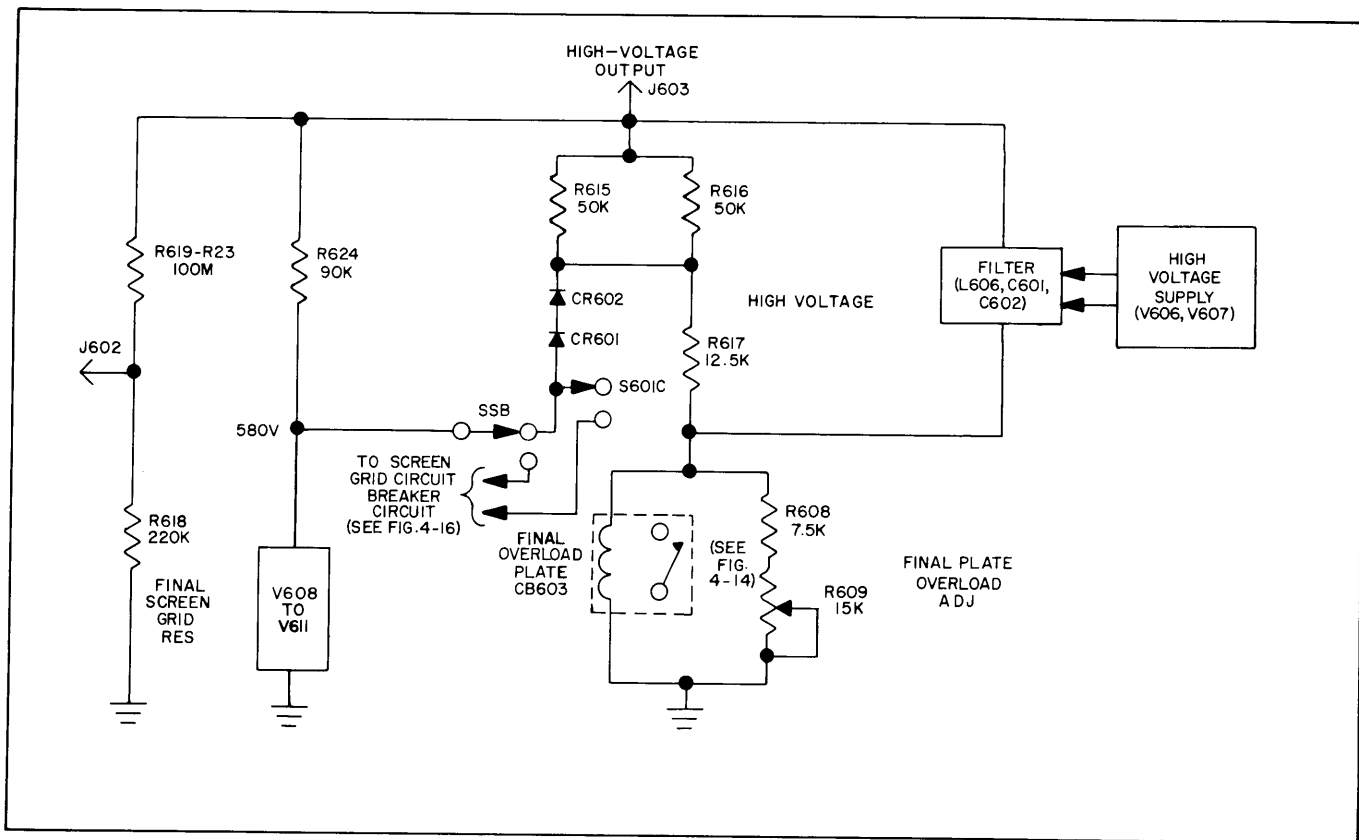 HIGH-VOLTAGE
OUTPUT
J603
R615
50K
R616
50K
R619-R23
100M
R624
90K
CR602
CR601
HIGH VOLTAGE
FILTER
(L606, C601,
C602)
HIGH
VOLTAGE
SUPPLY
(V606, V607)
R617
12.5K
J602
S601C
580V
SSB
TO SCREEN
GRID CIRCUIT
BREAKER
CIRCUIT
(SEE FIG. 4-16)
R618
220K
FINAL
SCREEN
GRID
RES
V608
TO
V611
FINAL
OVERLOAD
PLATE
CB603
(SEE
FIG.
4-14)
R608
7.5K
R609
15K
FINAL PLATE
OVERLOAD
ADJ